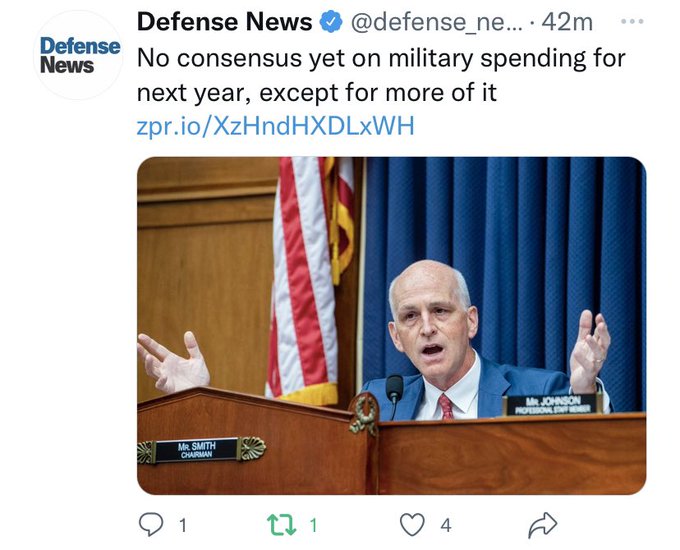 Defense
News
Defense News @defense_ne... · 42m
No consensus yet on military spending for
next year, except for more of it
zpr.io/XzHndHXDLxWH
MR. SMITH
CHAIRMAN
MR. JOHNSON
PROFESSIONAL STAFF MEMBER
1
1
4